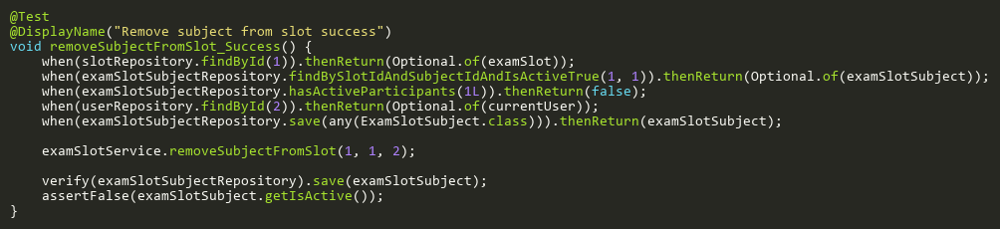 @Test
@DisplayName("Remove subject from slot success")
void removeSubjectFromSlot_Success() {
    when(slotRepository.findById(1)).thenReturn(Optional.of(examSlot));
    when(examSlotSubjectRepository.findBySlotIdAndSubjectIdAndIsActiveTrue(1, 1)).thenReturn(Optional.of(examSlotSubject));
    when(examSlotSubjectRepository.hasActiveParticipants(1L)).thenReturn(false);
    when(userRepository.findById(2)).thenReturn(Optional.of(currentUser));
    when(examSlotSubjectRepository.save(any(ExamSlotSubject.class))).thenReturn(examSlotSubject);

    examSlotService.removeSubjectFromSlot(1, 1, 2);

    verify(examSlotSubjectRepository).save(examSlotSubject);
    assertFalse(examSlotSubject.getIsActive());
}